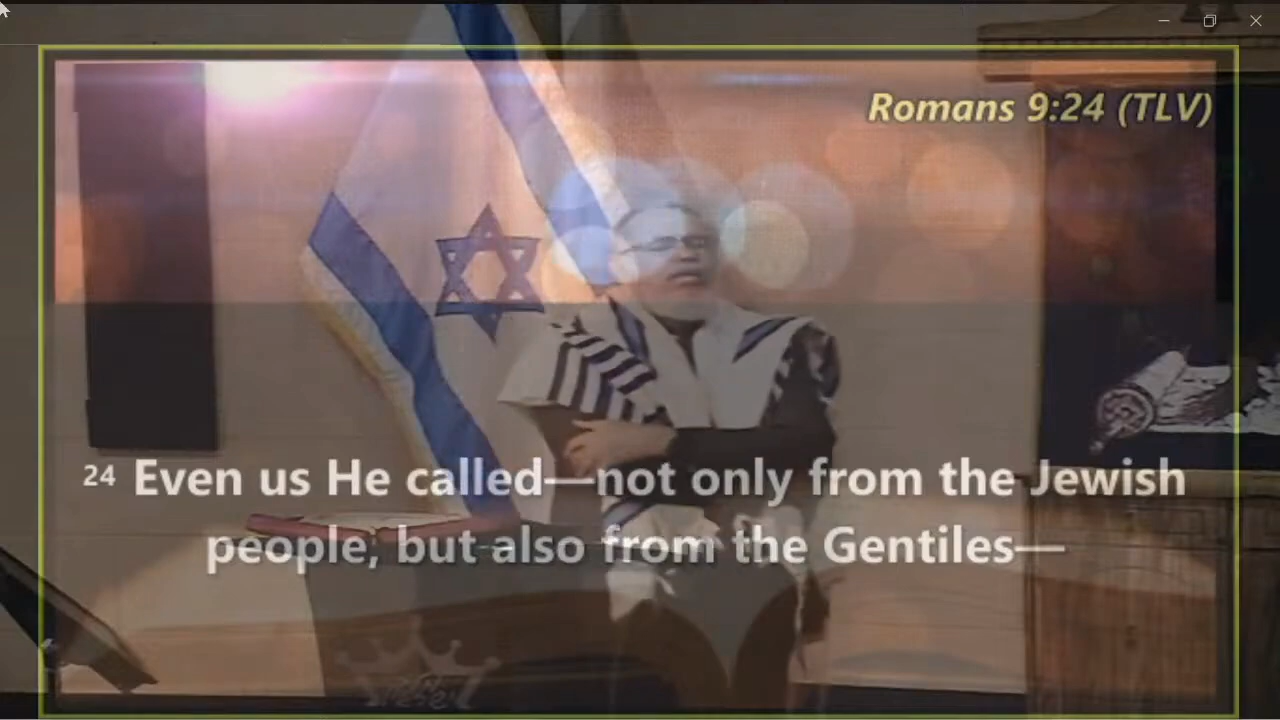 Romans 9:24 (TLV)
24 Even us He called—not only from the Jewish
people, but also from the Gentiles—